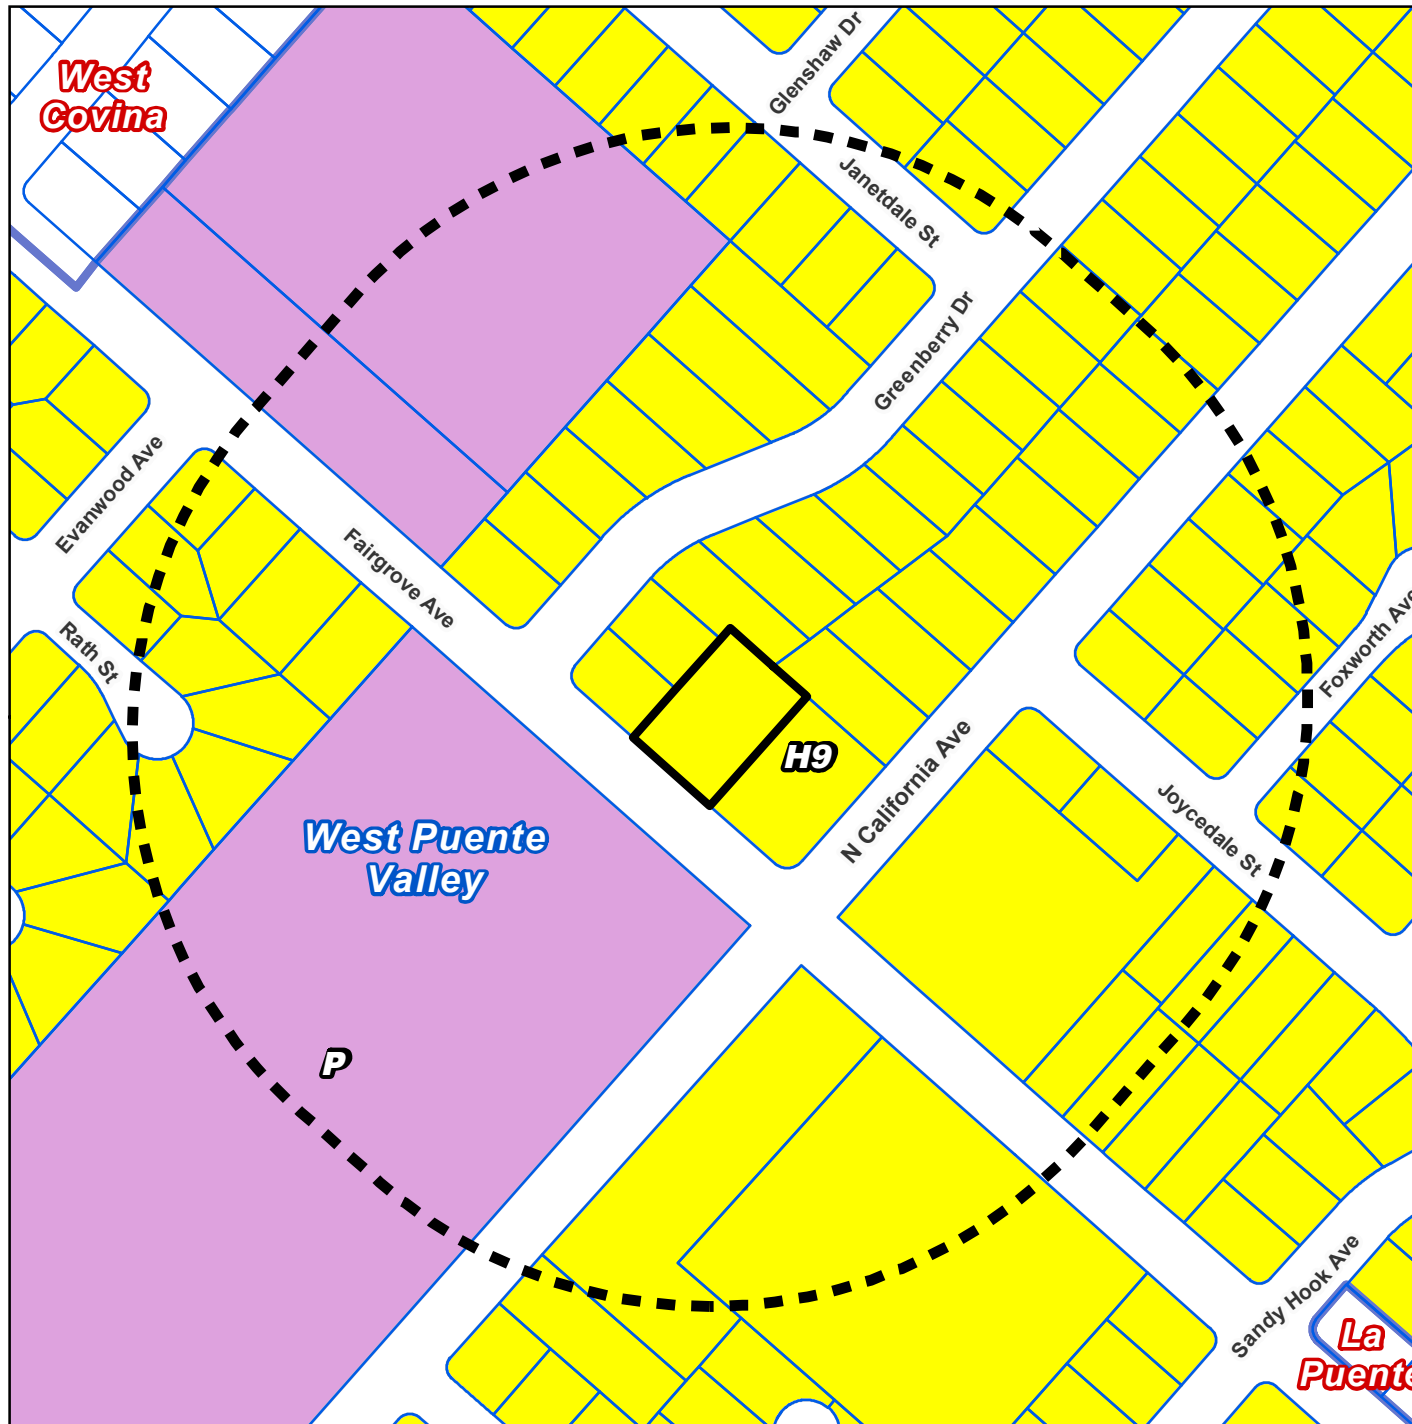 Glenshaw Dr
West
Covina
Janetdale St
Greenberry Dr
Evanwood Ave
Fairgrove Ave
Foxworth Ave
Rath St
H9
N California Ave
Joycedale St
West Puente
Valley
P
Sandy Hook Ave
La
Puente